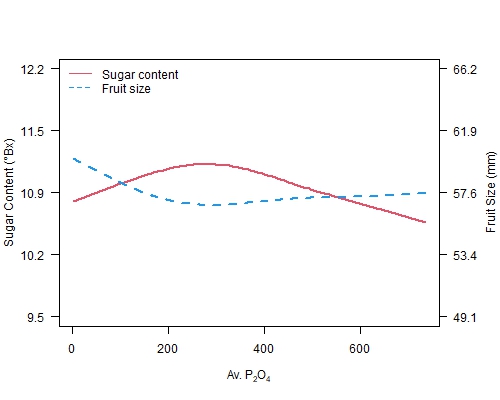 12.2
11.5
10.9
10.2
9.5
Sugar Content (°Bx)
Sugar content
Fruit size
66.2
61.9
57.6
53.4
49.1
Fruit Size (mm)
0 200 400 600
Av. P₂O₄